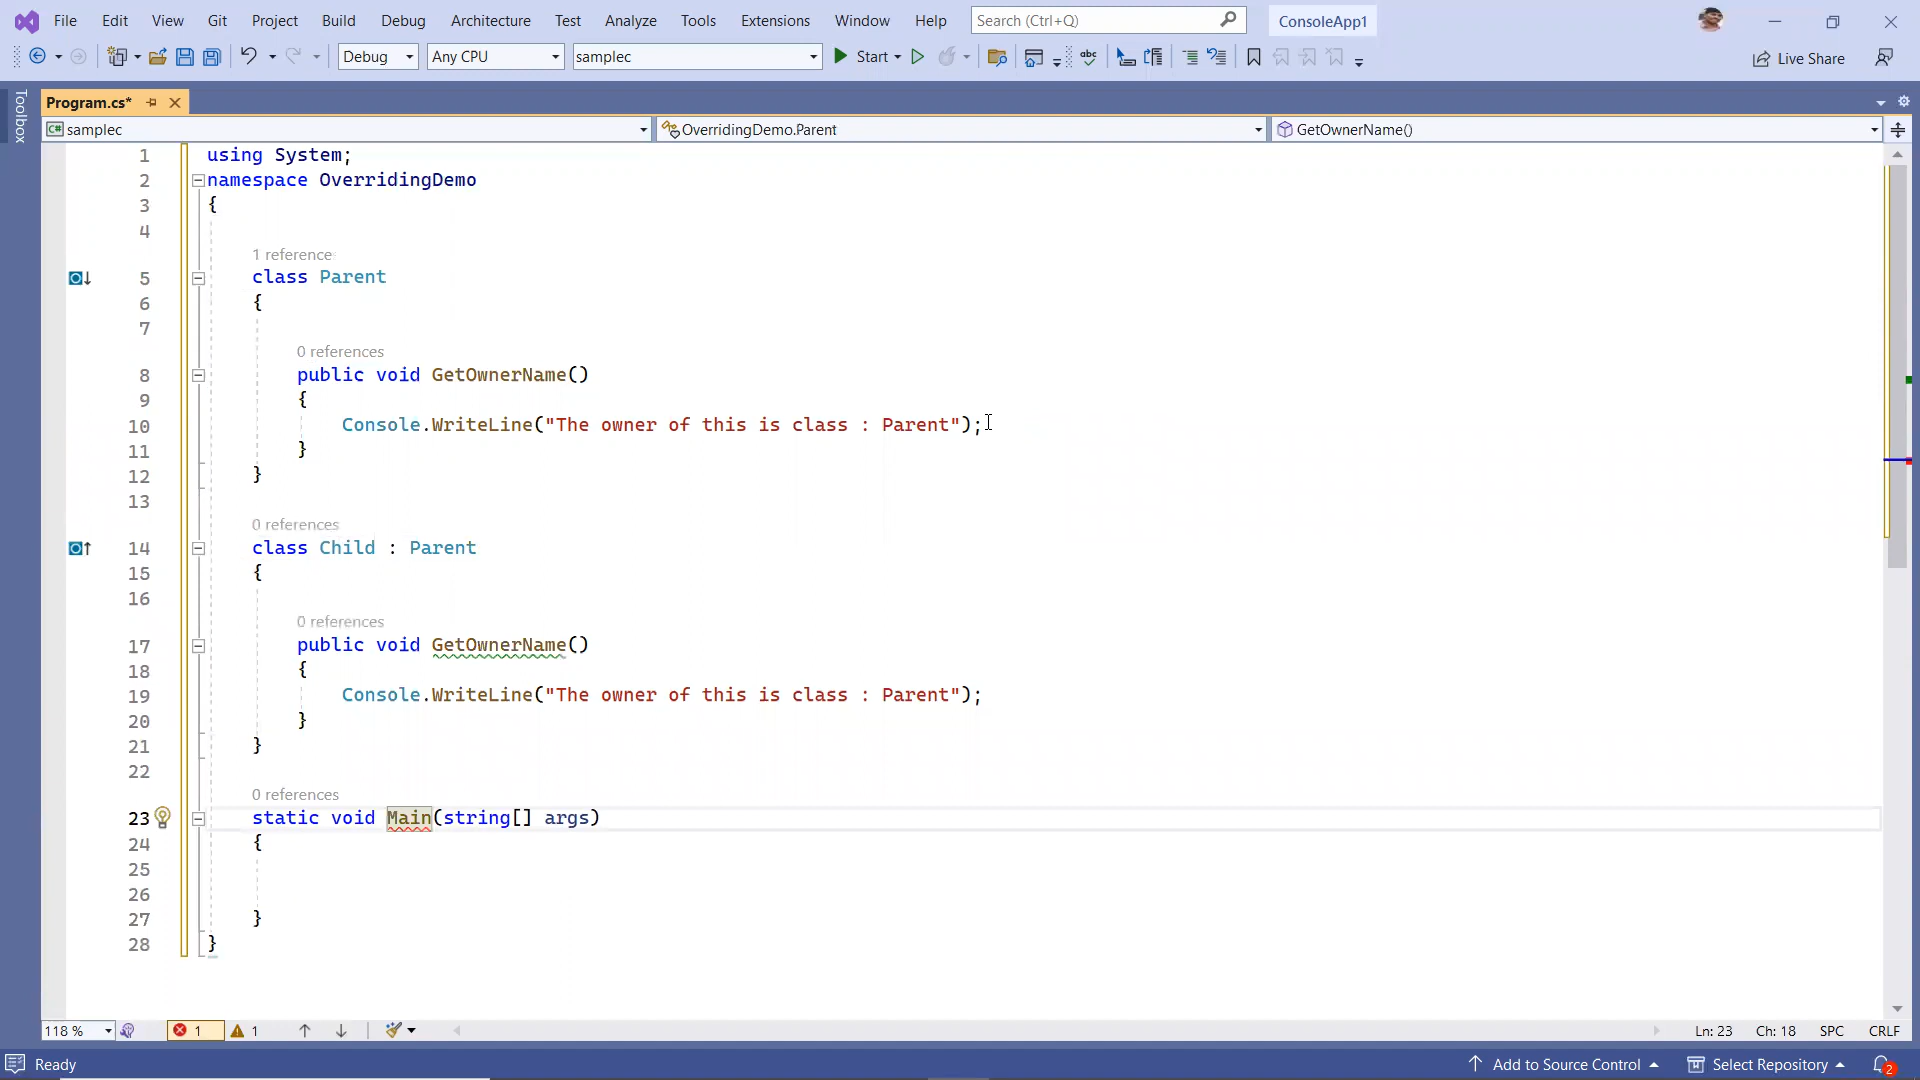 File Edit View Git Project Build Debug Architecture Test Analyze Tools Extensions Window Help Search (Ctrl+Q) ConsoleApp1
Debug Any CPU samplec Start Live Share
Toolbox
Program.cs*
C# samplec OverridingDemo.Parent GetOwnerName()
1 using System;
2 namespace OverridingDemo
3 {
4
1 reference
5 class Parent
6 {
7
0 references
8 public void GetOwnerName()
9 {
10 Console.WriteLine("The owner of this is class : Parent");
11 }
12 }
13
0 references
14 class Child : Parent
15 {
16
0 references
17 public void GetOwnerName()
18 {
19 Console.WriteLine("The owner of this is class : Parent");
20 }
21 }
22
0 references
23 static void Main(string[] args)
24 {
25
26
27 }
28 }
118 % 1 1 Ln: 23 Ch: 18 SPC CRLF
Ready Add to Source Control Select Repository 2